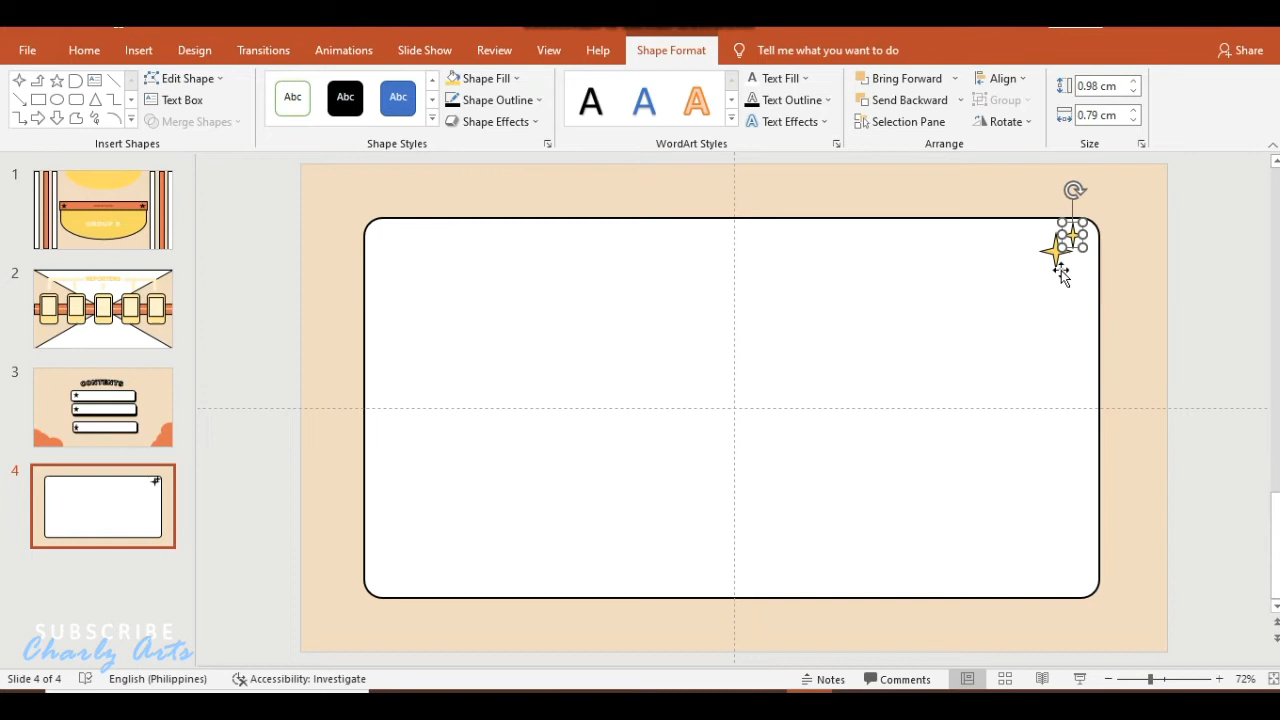 File Home Insert Design Transitions Animations Slide Show Review View Help Shape Format Tell me what you want to do Share
Edit Shape Shape Fill Text Fill Bring Forward Align 0.98 cm
Abc Abc Abc A A A
Text Box Shape Outline Text Outline Send Backward Group
Merge Shapes Shape Effects Text Effects Selection Pane Rotate 0.79 cm
Insert Shapes Shape Styles WordArt Styles Arrange Size
1
GROUP
2
3
CONTENTS
4
SUBSCRIBE
Charly Arts
Slide 4 of 4 English (Philippines) Accessibility: Investigate Notes Comments 72%